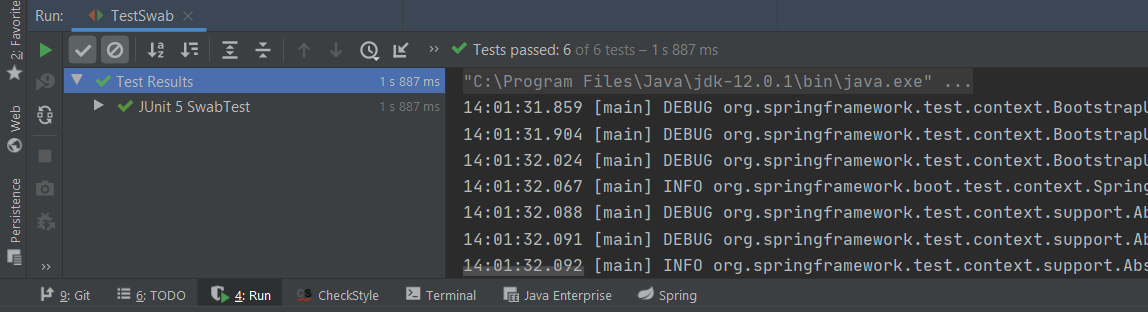 Run: TestSwab
2: Favorite
Web
Persistence
Tests passed: 6 of 6 tests – 1 s 887 ms
Test Results 1 s 887 ms
JUnit 5 SwabTest 1 s 887 ms
"C:\Program Files\Java\jdk-12.0.1\bin\java.exe" ...
14:01:31.859 [main] DEBUG org.springframework.test.context.BootstrapU
14:01:31.904 [main] DEBUG org.springframework.test.context.BootstrapU
14:01:32.024 [main] DEBUG org.springframework.test.context.BootstrapU
14:01:32.067 [main] INFO org.springframework.boot.test.context.Spring
14:01:32.088 [main] DEBUG org.springframework.test.context.support.Ab
14:01:32.091 [main] DEBUG org.springframework.test.context.support.Ab
14:01:32.092 [main] INFO org.springframework.test.context.support.Abs
9: Git 6: TODO 4: Run CheckStyle Terminal Java Enterprise Spring